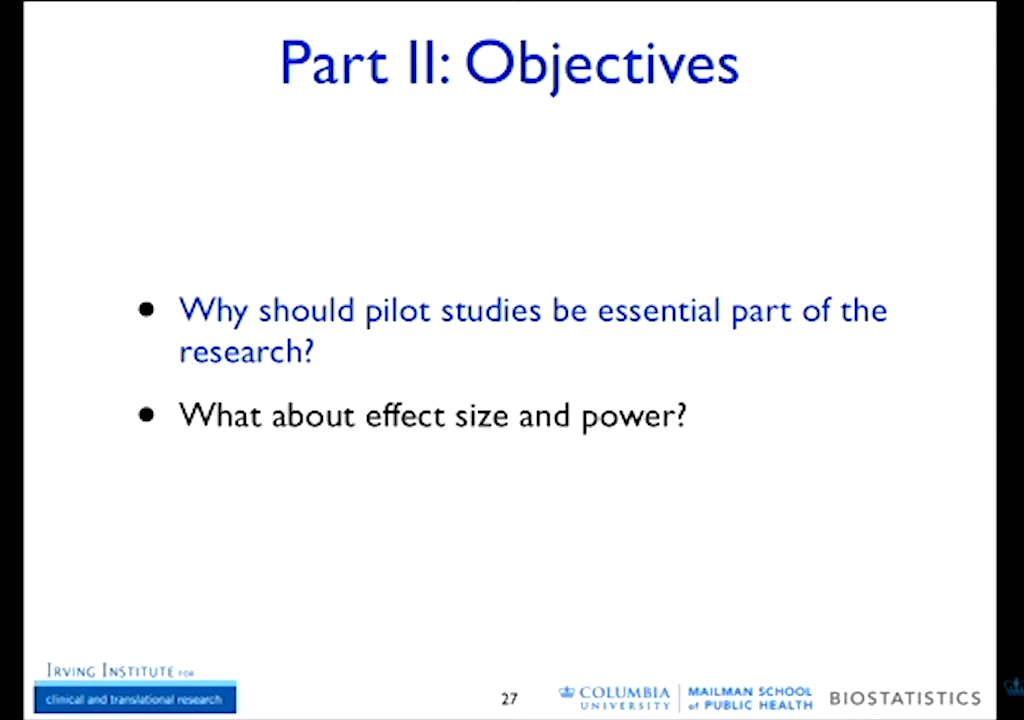 Part II: Objectives
• Why should pilot studies be essential part of the
research?
• What about effect size and power?
IRVING INSTITUTE FOR
clinical and translational research
27
COLUMBIA
UNIVERSITY
MAILMAN SCHOOL
of PUBLIC HEALTH
BIOSTATISTICS